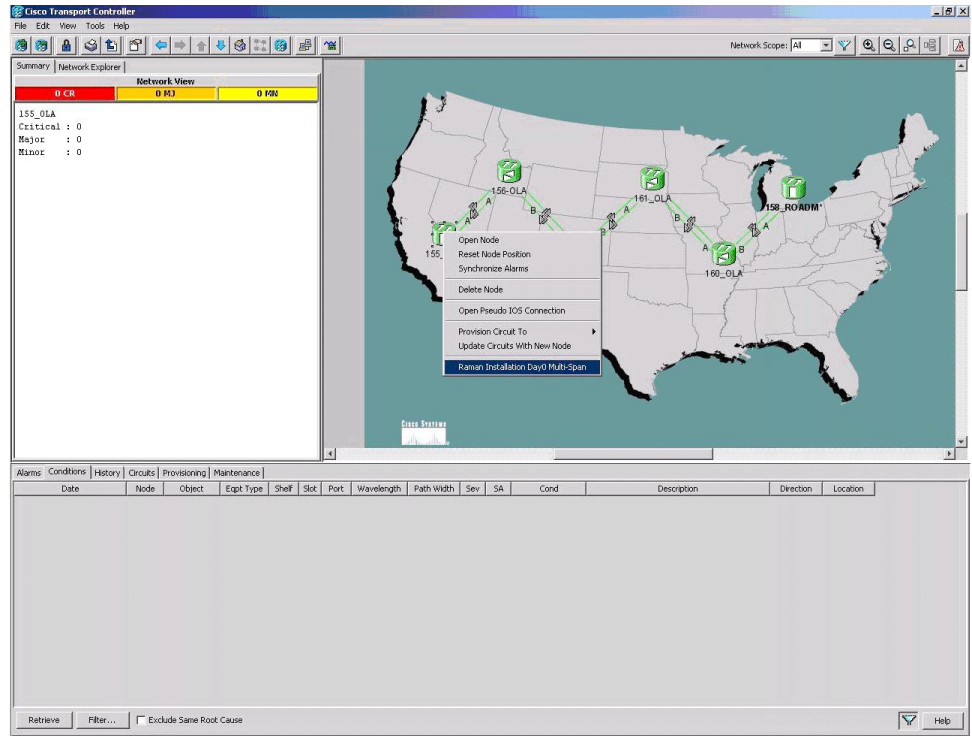 Cisco Transport Controller
File Edit View Tools Help
Network Scope: All
Summary Network Explorer
Network View
0 CR 0 MJ 0 MN
155_OLA
Critical : 0
Major : 0
Minor : 0
156-OLA
161_OLA
158_ROADM*
A
B
A
A
B
B
A
A
B
155_
160_OLA
Open Node
Reset Node Position
Synchronize Alarms
Delete Node
Open Pseudo IOS Connection
Provision Circuit To
Update Circuits With New Node
Raman Installation Day0 Multi-Span
Cisco Systems
Alarms Conditions History Circuits Provisioning Maintenance
Date Node Object Eqpt Type Shelf Slot Port Wavelength Path Width Sev SA Cond Description Direction Location
Retrieve Filter... Exclude Same Root Cause Help